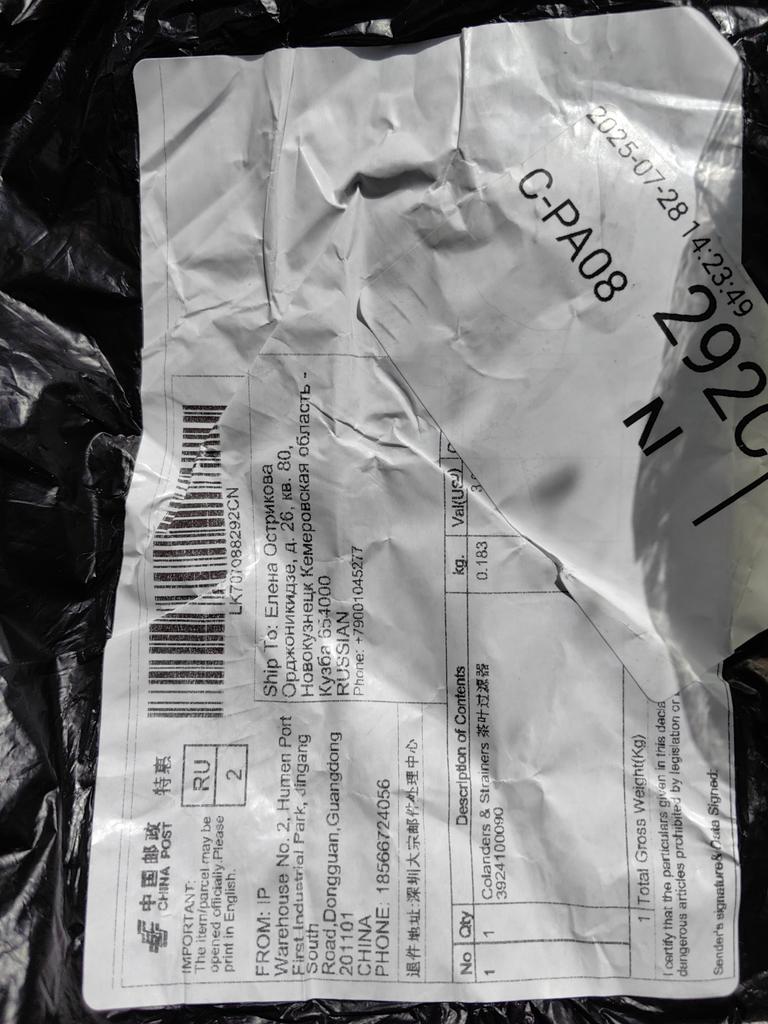 中国邮政
CHINA POST
特惠
IMPORTANT:
The item/parcel may be
opened officially.Please
print in English.
RU
2
LK707088292CN
FROM: IP
Warehouse No. 2, Humen Port
First Industrial Park, jingang
South
Road,Dongguan,Guangdong
201101
CHINA
PHONE: 18566724056
Ship To: Елена Острикова
Орджоникидзе, д. 26, кв. 80,
Новокузнецк Кемеровская область -
Кузба 654000
RUSSIAN
Phone: +79001045277
退件地址:深圳大宗邮件处理中心
No Qty Description of Contents kg.
1 1 Colanders & Strainers 茶叶过滤器 0.183
3924100090
1 Total Gross Weight(Kg)
I certify that the particulars given in this
dangerous articles prohibited by legislation or
Sender's signature& Data Signed:
2025-07-28 14:23:49
C-PA08
292
N